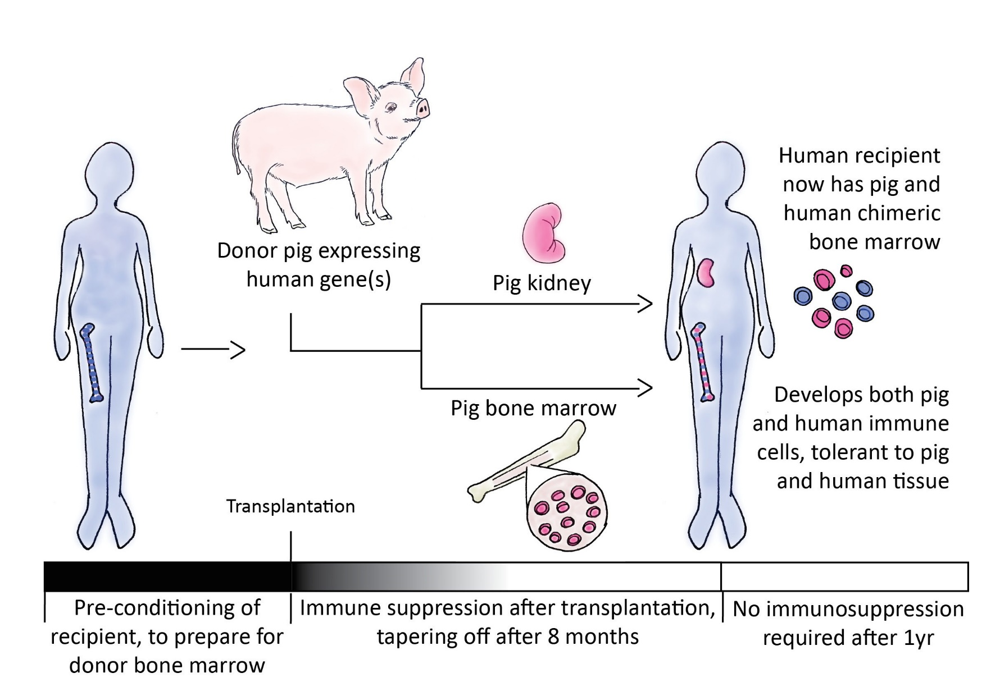 Donor pig expressing
human gene(s)
Pig kidney
Pig bone marrow
Human recipient
now has pig and
human chimeric
bone marrow
Develops both pig
and human immune
cells, tolerant to pig
and human tissue
Transplantation
Pre-conditioning of
recipient, to prepare for
donor bone marrow
Immune suppression after transplantation,
tapering off after 8 months
No immunosuppression
required after 1yr